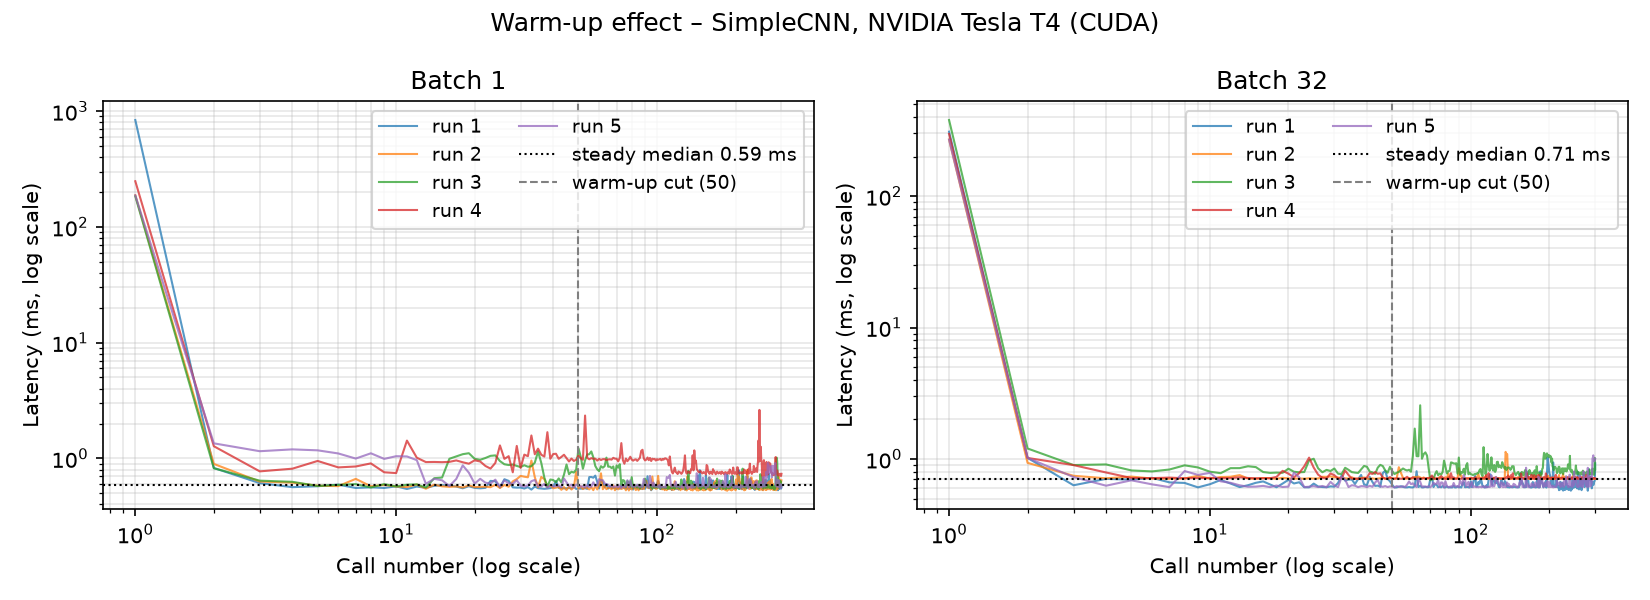 Warm-up effect – SimpleCNN, NVIDIA Tesla T4 (CUDA)
Batch 1
Latency (ms, log scale)
10³
10²
10¹
10⁰
run 1
run 2
run 3
run 4
run 5
steady median 0.59 ms
warm-up cut (50)
10⁰ 10¹ 10²
Call number (log scale)
Batch 32
Latency (ms, log scale)
10²
10¹
10⁰
run 1
run 2
run 3
run 4
run 5
steady median 0.71 ms
warm-up cut (50)
10⁰ 10¹ 10²
Call number (log scale)